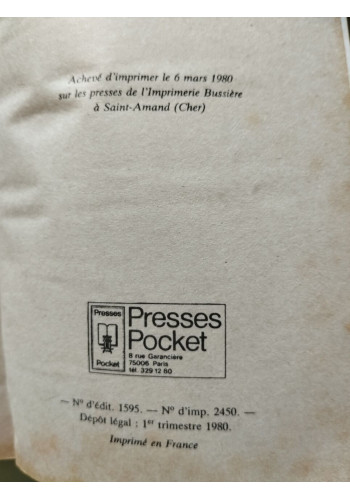 Achevé d'imprimer le 6 mars 1980
sur les presses de l'Imprimerie Bussière
à Saint-Amand (Cher)
Presses
Pocket
Presses
Pocket
8 rue Garancière
75006 Paris
tél. 329 12 80
— N° d'édit. 1595. — N° d'imp. 2450. —
Dépôt légal : 1er trimestre 1980.
Imprimé en France